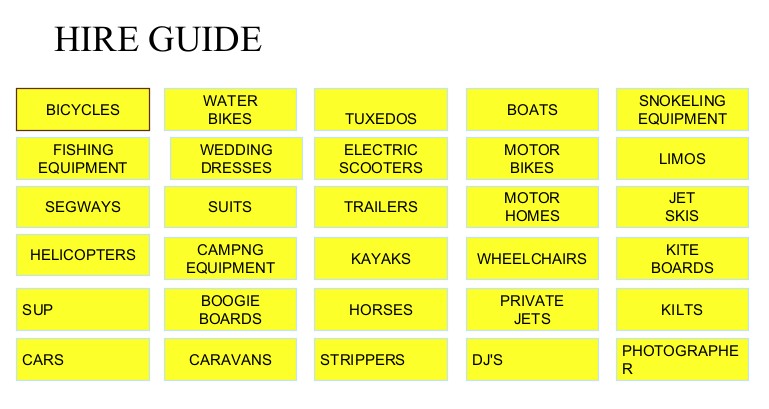 HIRE GUIDE
BICYCLES
WATER
BIKES
TUXEDOS
BOATS
SNOKELING
EQUIPMENT
FISHING
EQUIPMENT
WEDDING
DRESSES
ELECTRIC
SCOOTERS
MOTOR
BIKES
LIMOS
SEGWAYS
SUITS
TRAILERS
MOTOR
HOMES
JET
SKIS
HELICOPTERS
CAMPNG
EQUIPMENT
KAYAKS
WHEELCHAIRS
KITE
BOARDS
SUP
BOOGIE
BOARDS
HORSES
PRIVATE
JETS
KILTS
CARS
CARAVANS
STRIPPERS
DJ'S
PHOTOGRAPHE
R